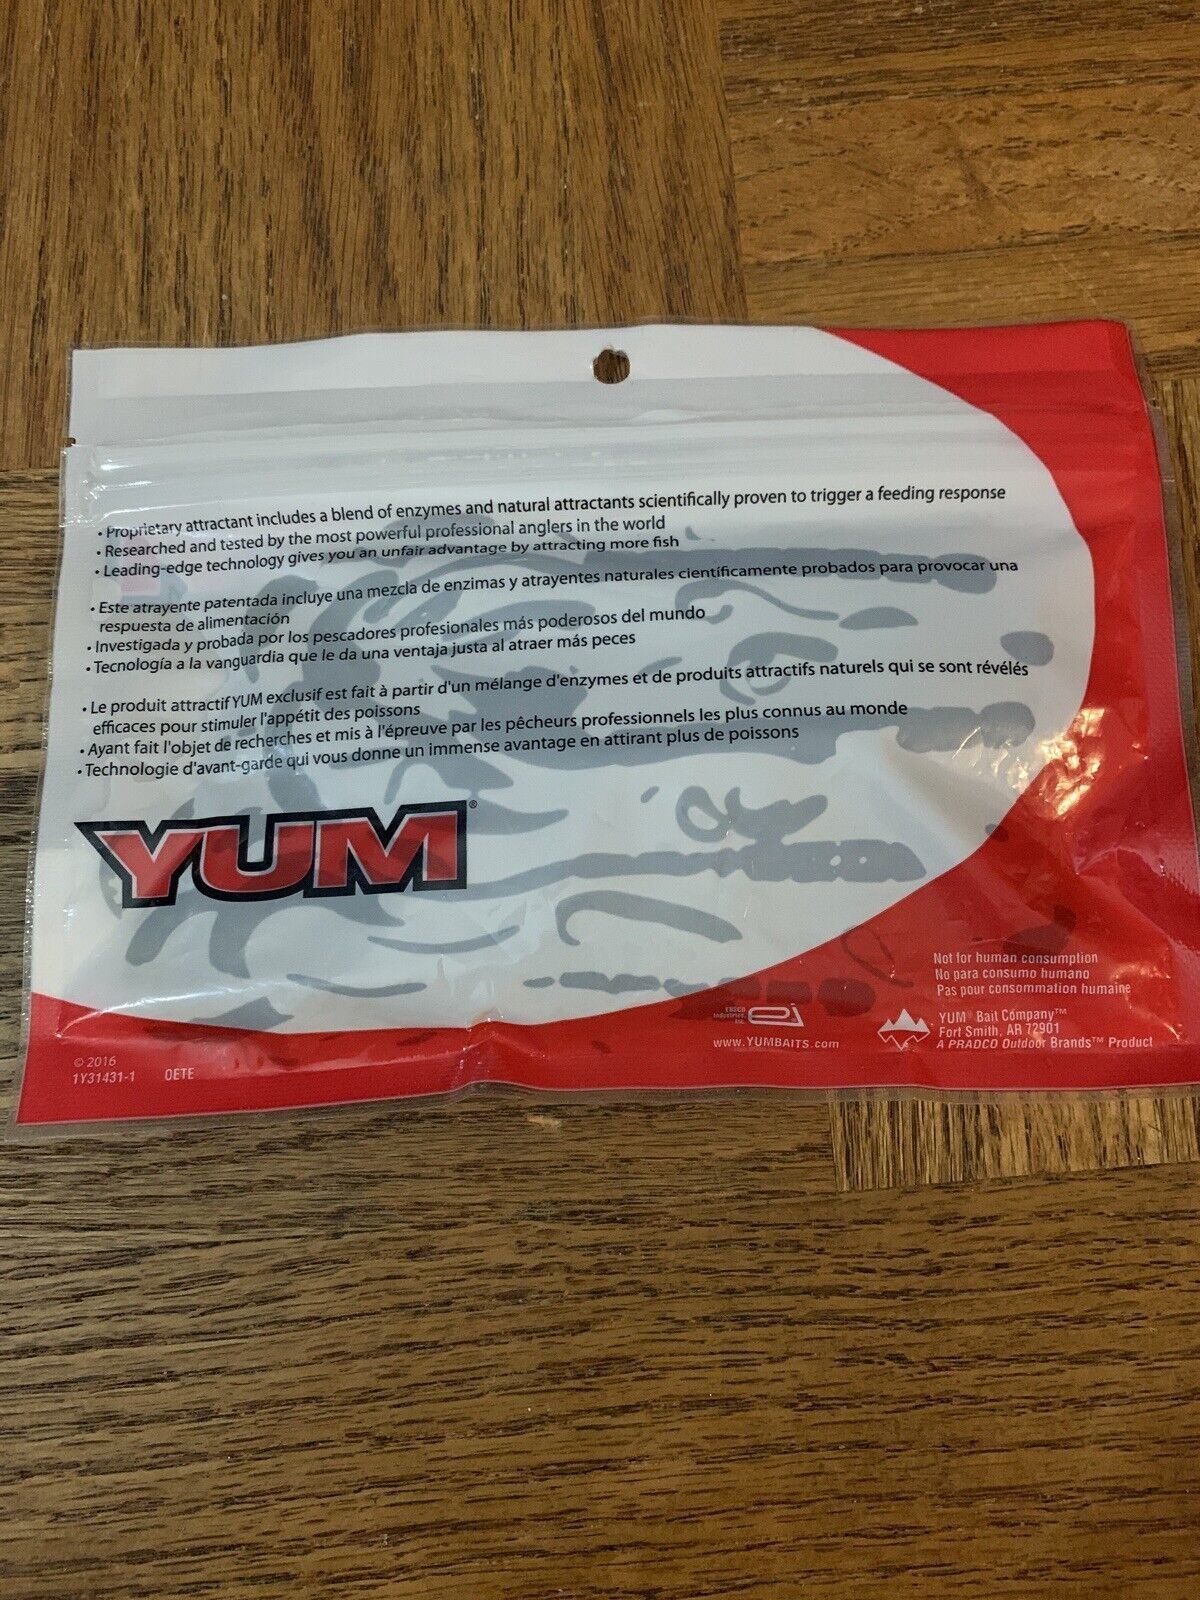 • Proprietary attractant includes a blend of enzymes and natural attractants scientifically proven to trigger a feeding response
• Researched and tested by the most powerful professional anglers in the world
• Leading-edge technology gives you an unfair advantage by attracting more fish
• Este atrayente patentada incluye una mezcla de enzimas y atrayentes naturales científicamente probados para provocar una
respuesta de alimentación
• Investigada y probada por los pescadores profesionales más poderosos del mundo
• Tecnología a la vanguardia que le da una ventaja justa al atraer más peces
• Le produit attractif YUM exclusif est fait à partir d'un mélange d'enzymes et de produits attractifs naturels qui se sont révélés
efficaces pour stimuler l'appétit des poissons
• Ayant fait l'objet de recherches et mis à l'épreuve par les pêcheurs professionnels les plus connus au monde
• Technologie d'avant-garde qui vous donne un immense avantage en attirant plus de poissons
YUM®
Not for human consumption
No para consumo humano
Pas pour consommation humaine
EBSCO
Industries,
Inc.
www.YUMBAITS.com
YUM® Bait Company™
Fort Smith, AR 72901
A PRADCO Outdoor Brands™ Product
© 2016
1Y31431-1 OETE